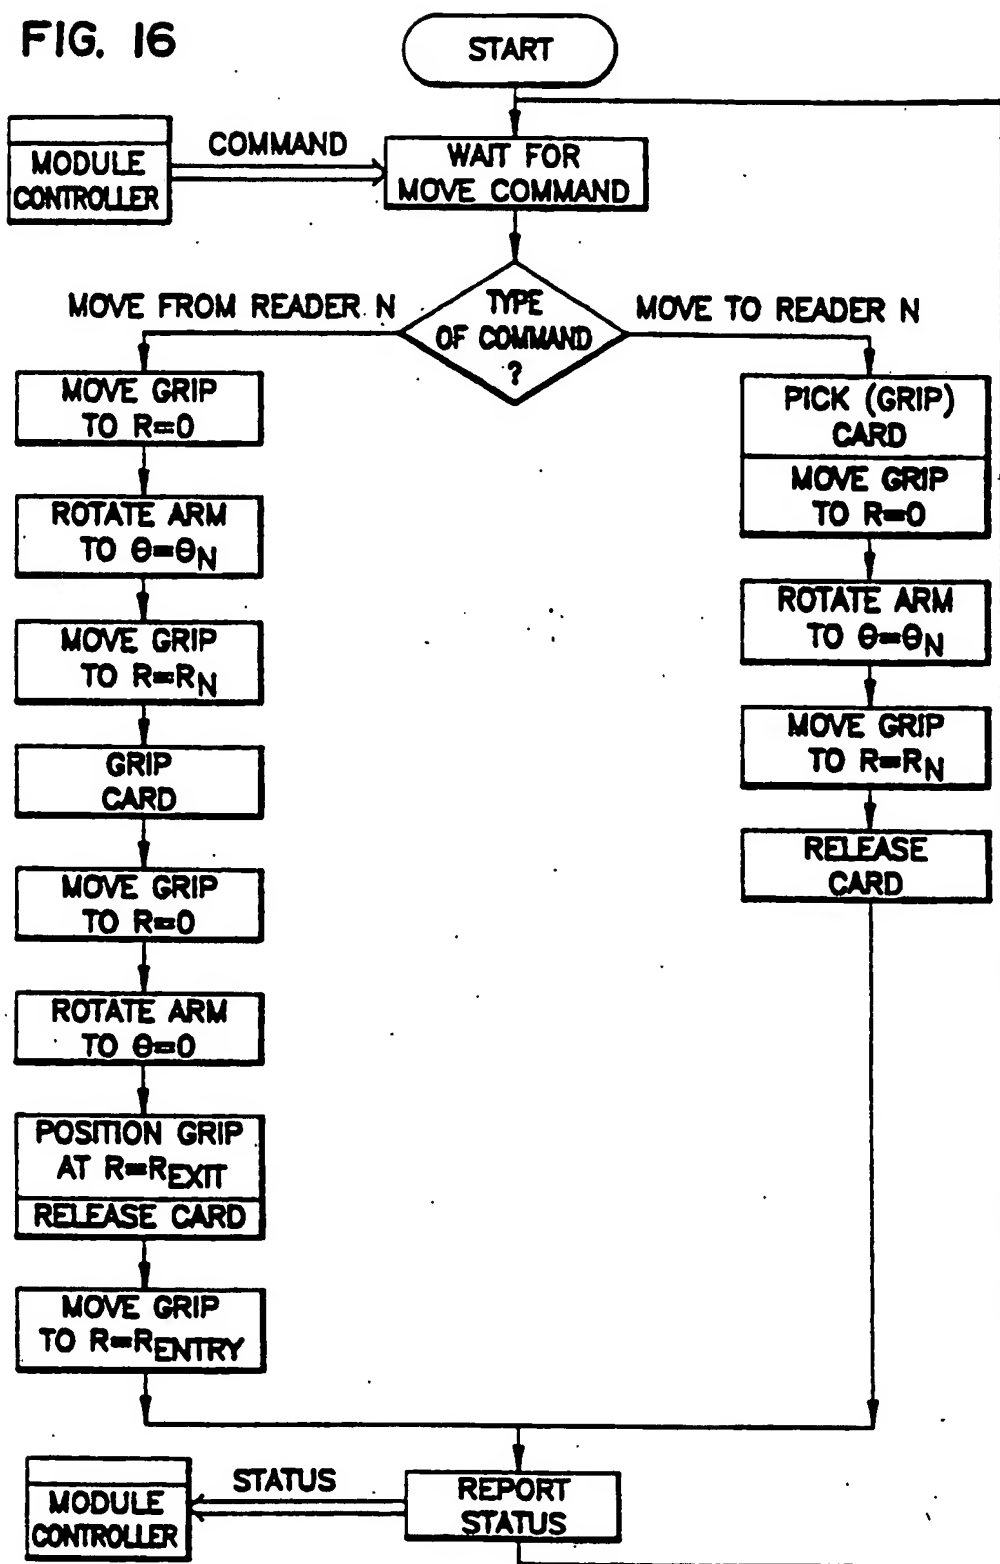 FIG. 16
START
MODULE
CONTROLLER
COMMAND
WAIT FOR
MOVE COMMAND
MOVE FROM READER N
TYPE
OF COMMAND
?
MOVE TO READER N
MOVE GRIP
TO R=0
ROTATE ARM
TO θ=θN
MOVE GRIP
TO R=RN
GRIP
CARD
MOVE GRIP
TO R=0
ROTATE ARM
TO θ=0
POSITION GRIP
AT R=REXIT
RELEASE CARD
MOVE GRIP
TO R=RENTRY
PICK (GRIP)
CARD
MOVE GRIP
TO R=0
ROTATE ARM
TO θ=θN
MOVE GRIP
TO R=RN
RELEASE
CARD
MODULE
CONTROLLER
STATUS
REPORT
STATUS